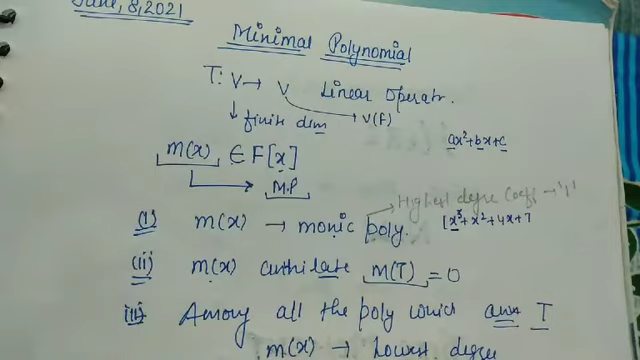 June, 8, 2021
Minimal Polynomial
T: V → V Linear Operatr.
↓ finite dim → V(F)
ax²+bx+c
m(x) ∈ F[x]
→ M.P
Highest degree Coeff → '1'
(i) m(x) → monic poly. [x³+x²+4x+7
(ii) m(x) annihilate m(T) = 0
(iii) Among all the poly which ann T
m(x) → Lowest degree